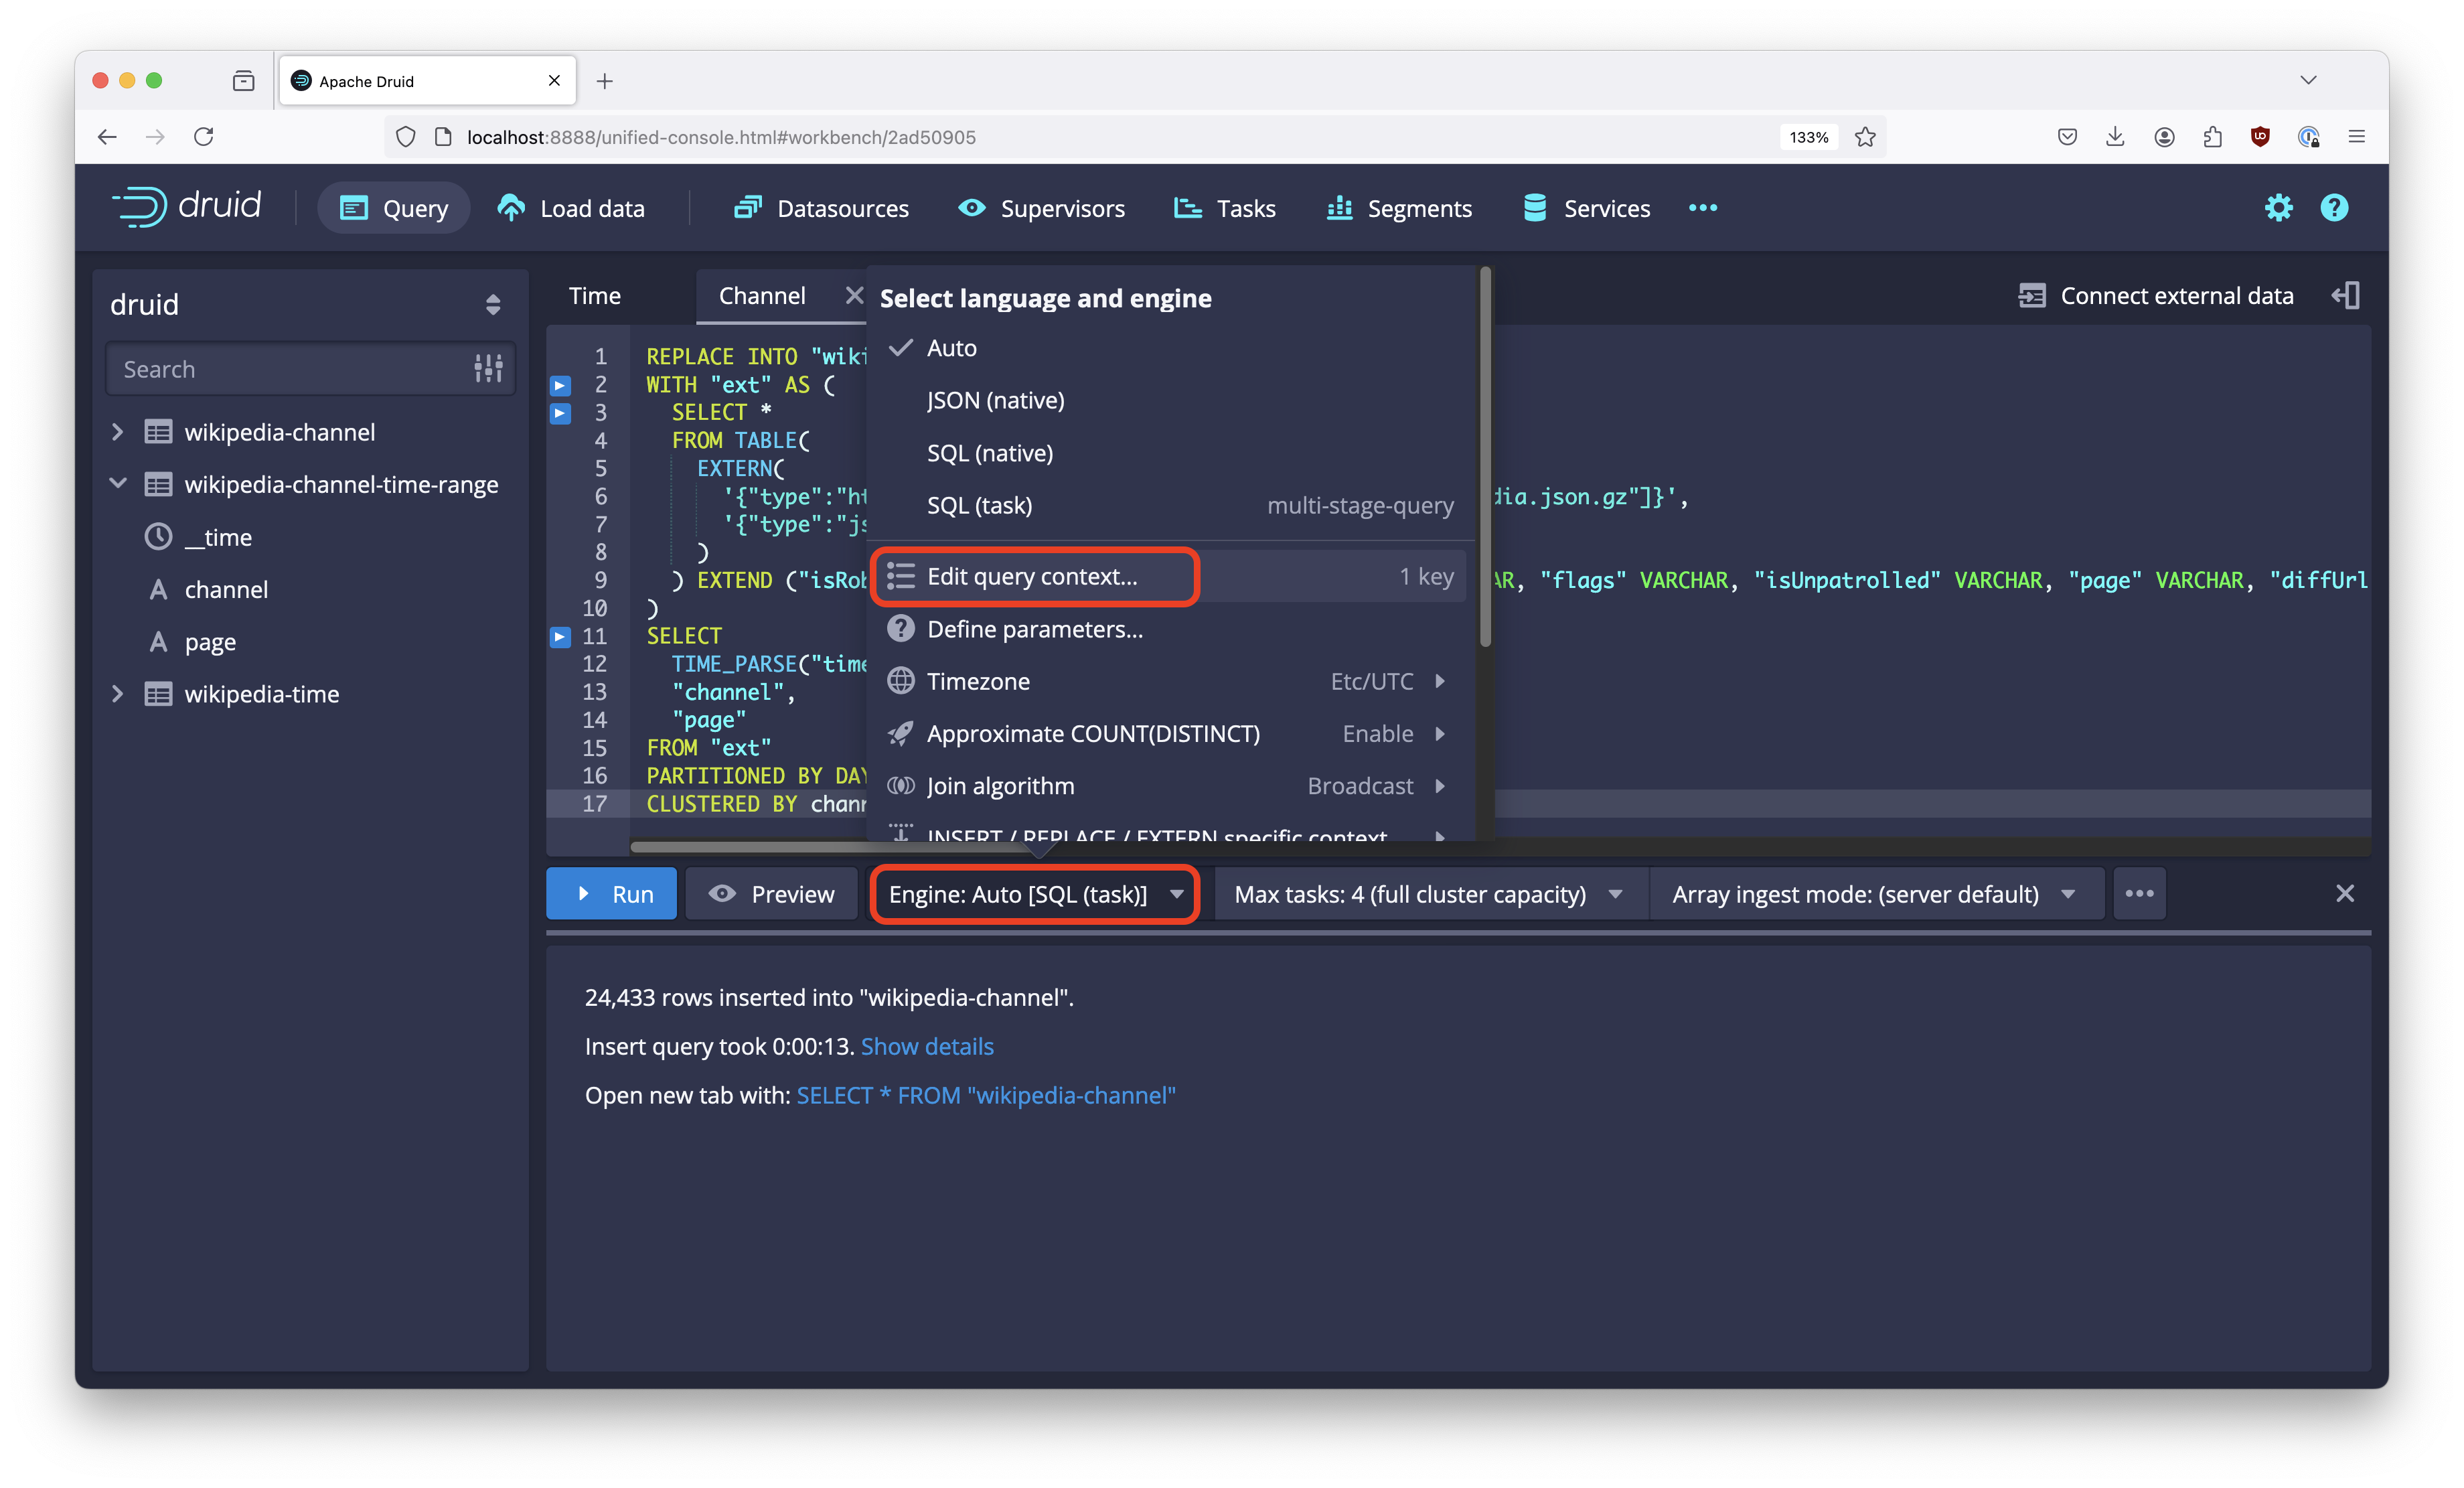 Apache Druid
localhost:8888/unified-console.html#workbench/2ad50905
133%
druid
Query
Load data
Datasources
Supervisors
Tasks
Segments
Services
druid
Search
wikipedia-channel
wikipedia-channel-time-range
__time
channel
page
wikipedia-time
Time
Channel
Connect external data
1 REPLACE INTO "wiki
2 WITH "ext" AS (
3 SELECT *
4 FROM TABLE(
5 EXTERN(
6 '{"type":"ht dia.json.gz"]}',
7 '{"type":"js
8 )
9 ) EXTEND ("isRob AR, "flags" VARCHAR, "isUnpatrolled" VARCHAR, "page" VARCHAR, "diffUrl
10 )
11 SELECT
12 TIME_PARSE("time
13 "channel",
14 "page"
15 FROM "ext"
16 PARTITIONED BY DAY
17 CLUSTERED BY chann
Select language and engine
Auto
JSON (native)
SQL (native)
SQL (task) multi-stage-query
Edit query context... 1 key
Define parameters...
Timezone Etc/UTC
Approximate COUNT(DISTINCT) Enable
Join algorithm Broadcast
INSERT / REPLACE / EXTERN specific context
Run
Preview
Engine: Auto [SQL (task)]
Max tasks: 4 (full cluster capacity)
Array ingest mode: (server default)
24,433 rows inserted into "wikipedia-channel".
Insert query took 0:00:13. Show details
Open new tab with: SELECT * FROM "wikipedia-channel"